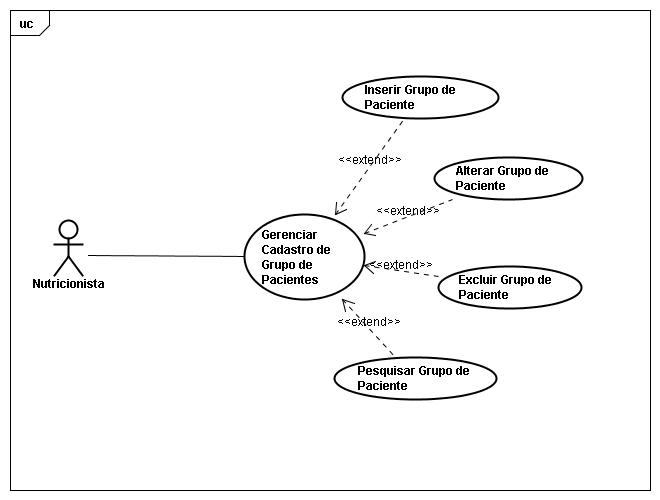 uc
Inserir Grupo de
Paciente
<<extend>>
Alterar Grupo de
Paciente
<<extend>>
Gerenciar
Cadastro de
Grupo de
Pacientes
<<extend>>
Excluir Grupo de
Paciente
Nutricionista
<<extend>>
Pesquisar Grupo de
Paciente